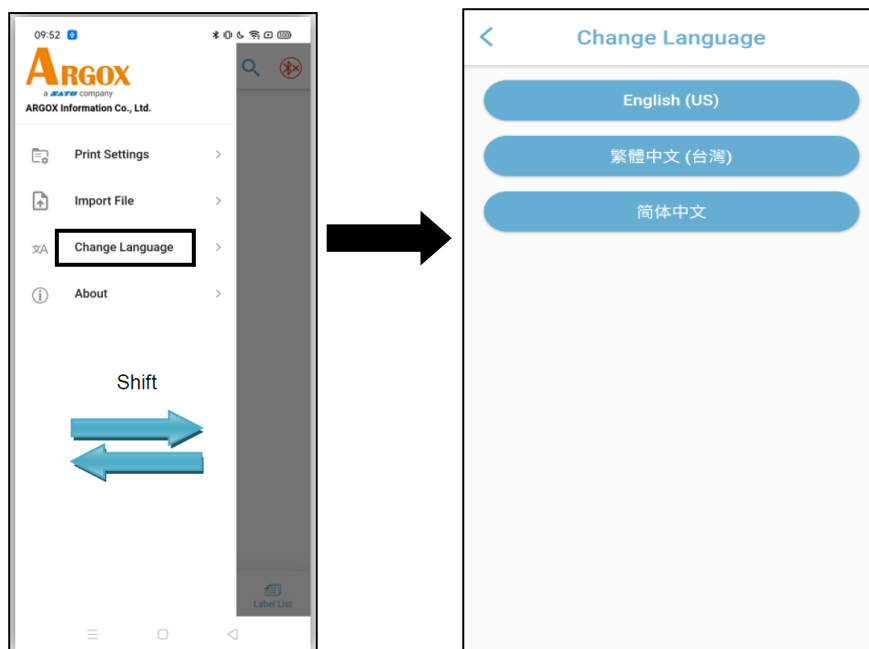 09:52
ARGOX
a SATO company
ARGOX Information Co., Ltd.
Print Settings
Import File
Change Language
About
Shift
Label List
Change Language
English (US)
繁體中文 (台灣)
简体中文